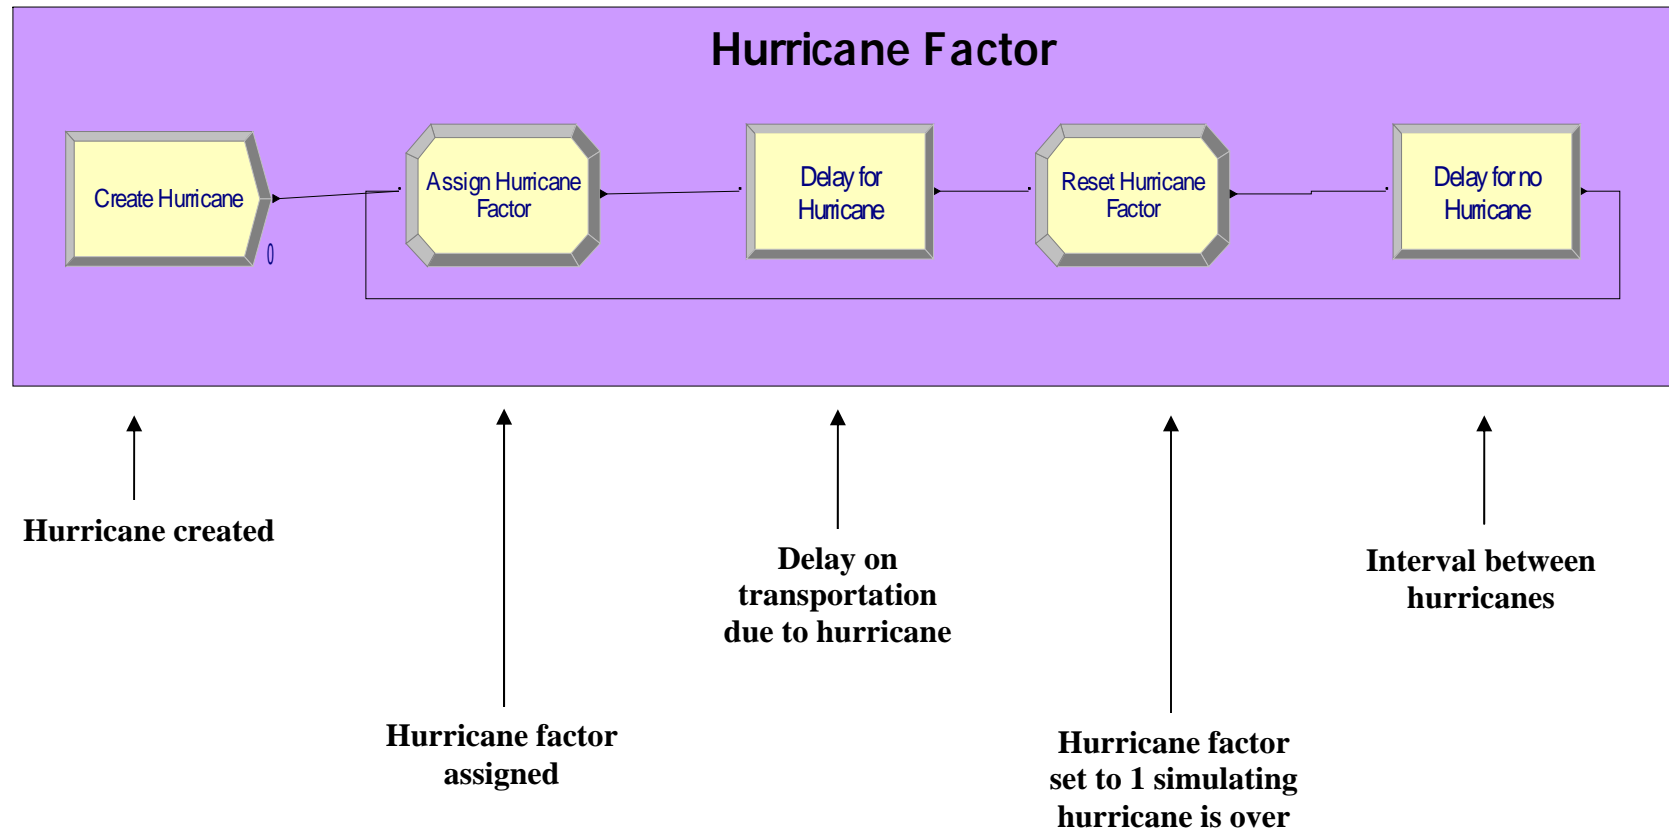 Hurricane Factor
Create Hurricane
0
Assign Hurricane
Factor
Delay for
Hurricane
Reset Hurricane
Factor
Delay for no
Hurricane
Hurricane created
Hurricane factor
assigned
Delay on
transportation
due to hurricane
Hurricane factor
set to 1 simulating
hurricane is over
Interval between
hurricanes